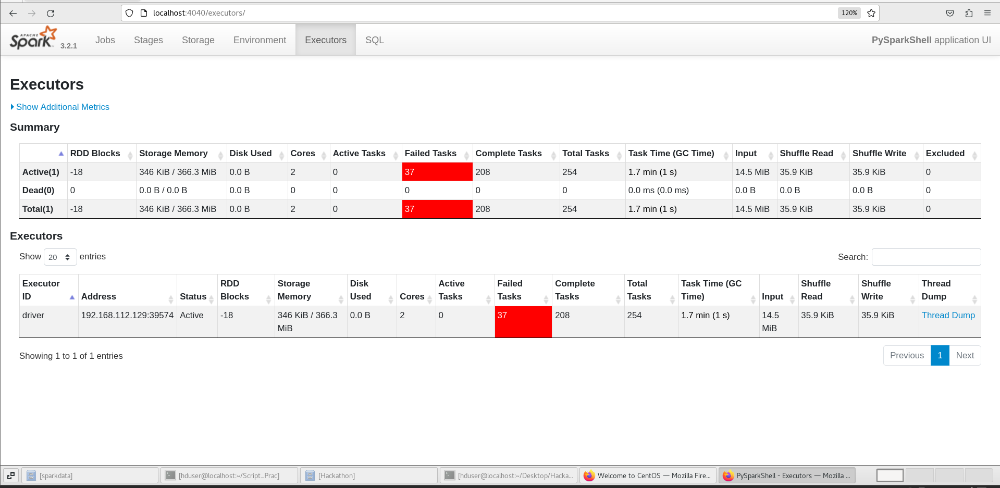 localhost:4040/executors/
120%
APACHE
Spark 3.2.1
Jobs
Stages
Storage
Environment
Executors
SQL
PySparkShell application UI
Executors
Show Additional Metrics
Summary
RDD Blocks Storage Memory Disk Used Cores Active Tasks Failed Tasks Complete Tasks Total Tasks Task Time (GC Time) Input Shuffle Read Shuffle Write Excluded
Active(1) -18 346 KiB / 366.3 MiB 0.0 B 2 0 37 208 254 1.7 min (1 s) 14.5 MiB 35.9 KiB 35.9 KiB 0
Dead(0) 0 0.0 B / 0.0 B 0.0 B 0 0 0 0 0 0.0 ms (0.0 ms) 0.0 B 0.0 B 0.0 B 0
Total(1) -18 346 KiB / 366.3 MiB 0.0 B 2 0 37 208 254 1.7 min (1 s) 14.5 MiB 35.9 KiB 35.9 KiB 0
Executors
Show 20 entries
Search:
Executor ID Address Status RDD Blocks Storage Memory Disk Used Cores Active Tasks Failed Tasks Complete Tasks Total Tasks Task Time (GC Time) Input Shuffle Read Shuffle Write Thread Dump
driver 192.168.112.129:39574 Active -18 346 KiB / 366.3 MiB 0.0 B 2 0 37 208 254 1.7 min (1 s) 14.5 MiB 35.9 KiB 35.9 KiB Thread Dump
Showing 1 to 1 of 1 entries
Previous 1 Next
[sparkdata]
[hduser@localhost:~/Script_Prac]
[Hackathon]
[hduser@localhost:~/Desktop/Hacka...
Welcome to CentOS — Mozilla Fire...
PySparkShell - Executors — Mozilla ...